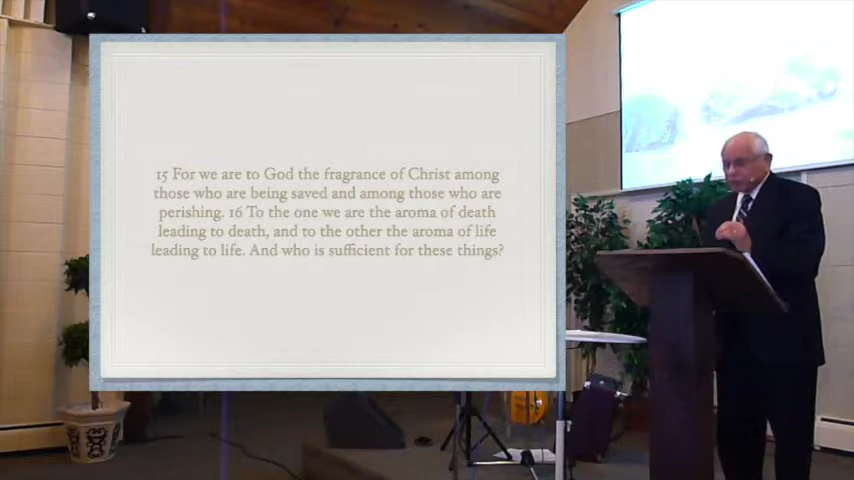 15 For we are to God the fragrance of Christ among
those who are being saved and among those who are
perishing. 16 To the one we are the aroma of death
leading to death, and to the other the aroma of life
leading to life. And who is sufficient for these things?